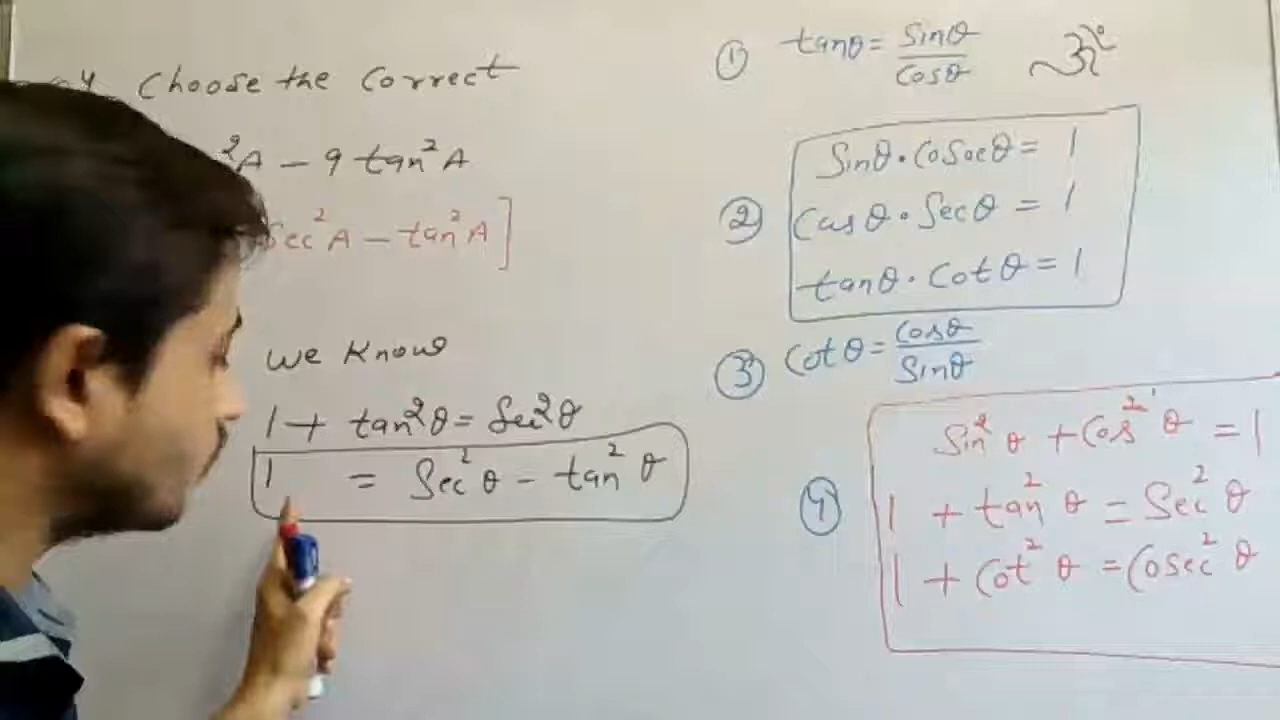 Choose the Correct
²A – 9 tan²A
Sec²A – tan²A]
We Know
1 + tan²θ = Sec²θ
1 = Sec²θ – tan²θ
① tanθ = Sinθ/Cosθ
② Sinθ . Cosecθ = 1
Cosθ . Secθ = 1
tanθ . Cotθ = 1
③ Cotθ = Cosθ/Sinθ
④ Sin²θ + Cos²θ = 1
1 + tan²θ = Sec²θ
1 + Cot²θ = Cosec²θ